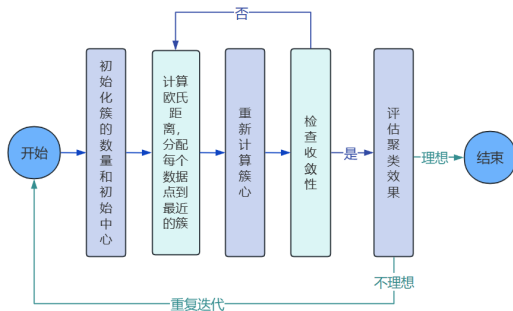 否
开始
初
始
化
簇
的
数
量
和
初
始
中
心
计算
欧氏
距
离，
分配
每个
数据
点到
最近
的簇
重
新
计
算
簇
心
检
查
收
敛
性
是
评
估
聚
类
效
果
理想
结束
不理想
重复迭代